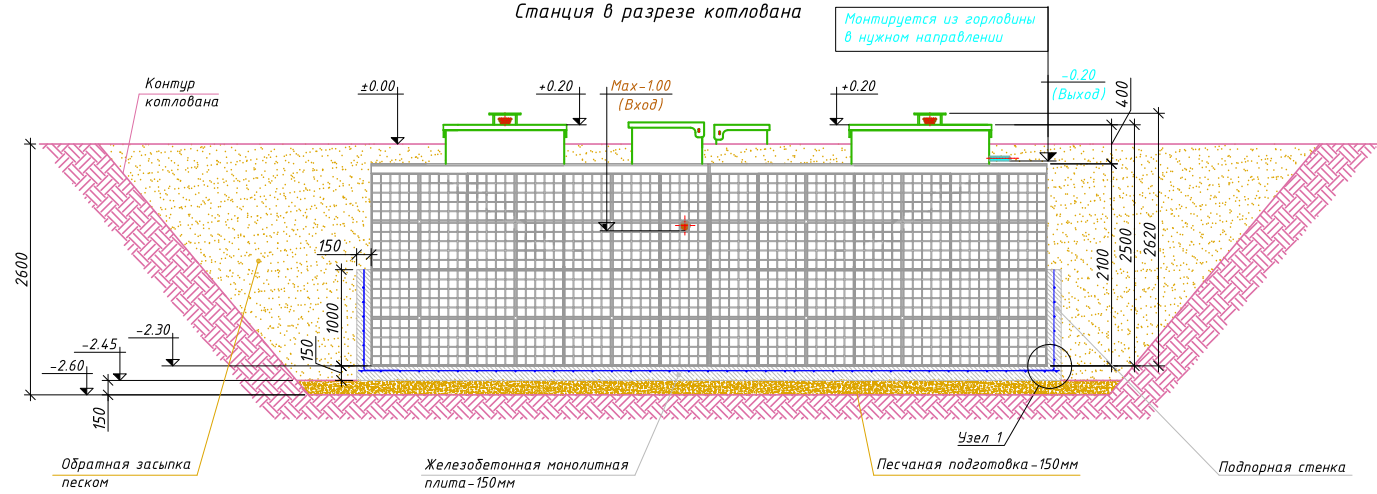 Станция в разрезе котлована
Монтируется из горловины
в нужном направлении
Контур
котлована
±0.00
+0.20
Max-1.00
(Вход)
+0.20
-0.20
(Выход)
400
2600
150
1000
150
2100
2500
2620
-2.30
-2.45
-2.60
150
Узел 1
Обратная засыпка
песком
Железобетонная монолитная
плита-150мм
Песчаная подготовка-150мм
Подпорная стенка